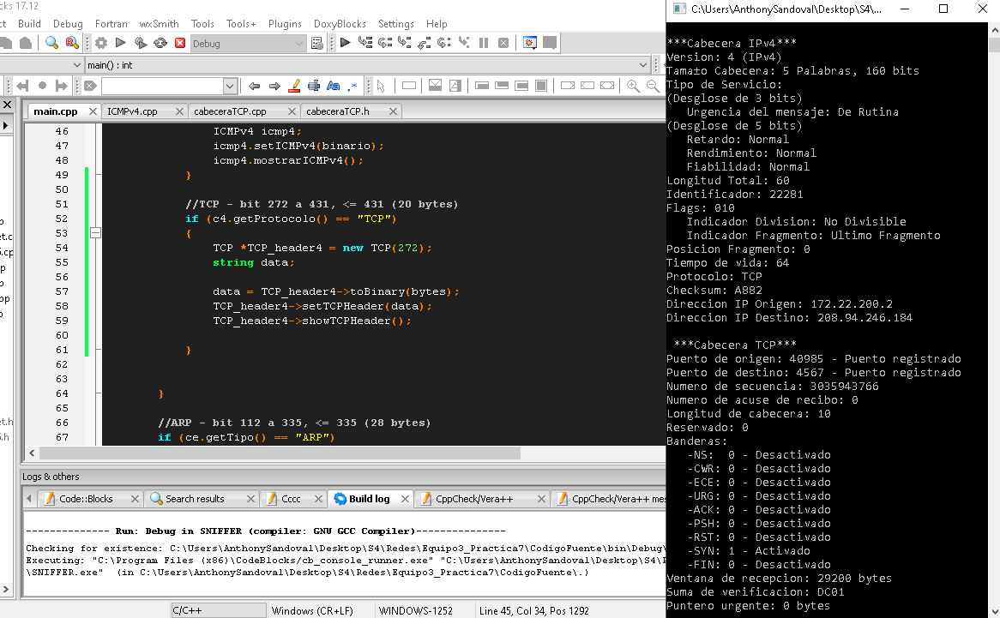 cks 17.12
ct Build Debug Fortran wxSmith Tools Tools+ Plugins DoxyBlocks Settings Help
Debug
main() : int
main.cpp ICMPv4.cpp cabeceraTCP.cpp cabeceraTCP.h
46 ICMPv4 icmp4;
47 icmp4.setICMPv4(binario);
48 icmp4.mostrarICMPv4();
49 }
50
51 //TCP - bit 272 a 431, <= 431 (20 bytes)
52 if (c4.getProtocolo() == "TCP")
53 {
54 TCP *TCP_header4 = new TCP(272);
55 string data;
56
57 data = TCP_header4->toBinary(bytes);
58 TCP_header4->setTCPHeader(data);
59 TCP_header4->showTCPHeader();
60
61 }
62
63
64 }
65
66 //ARP - bit 112 a 335, <= 335 (28 bytes)
67 if (ce.getTipo() == "ARP")
Logs & others
Code::Blocks Search results Cccc Build log CppCheck/Vera++ CppCheck/Vera++ mes
-------------- Run: Debug in SNIFFER (compiler: GNU GCC Compiler)---------------
Checking for existence: C:\Users\AnthonySandoval\Desktop\S4\Redes\Equipo3_Practica7\CodigoFuente\bin\Debug\
Executing: "C:\Program Files (x86)\CodeBlocks/cb_console_runner.exe" "C:\Users\AnthonySandoval\Desktop\S4\R
\SNIFFER.exe" (in C:\Users\AnthonySandoval\Desktop\S4\Redes\Equipo3_Practica7\CodigoFuente\.)
C/C++ Windows (CR+LF) WINDOWS-1252 Line 45, Col 34, Pos 1292
C:\Users\AnthonySandoval\Desktop\S4\...
***Cabecera IPv4***
Version: 4 (IPv4)
Tama±o Cabecera: 5 Palabras, 160 bits
Tipo de Servicio:
(Desglose de 3 bits)
Urgencia del mensaje: De Rutina
(Desglose de 5 bits)
Retardo: Normal
Rendimiento: Normal
Fiabilidad: Normal
Longitud Total: 60
Identificador: 22281
Flags: 010
Indicador Division: No Divisible
Indicador Fragmento: Ultimo Fragmento
Posicion Fragmento: 0
Tiempo de vida: 64
Protocolo: TCP
Checksum: A882
Direccion IP Origen: 172.22.200.2
Direccion IP Destino: 208.94.246.184
***Cabecera TCP***
Puerto de origen: 40985 - Puerto registrado
Puerto de destino: 4567 - Puerto registrado
Numero de secuencia: 3035943766
Numero de acuse de recibo: 0
Longitud de cabecera: 10
Reservado: 0
Banderas:
-NS: 0 - Desactivado
-CWR: 0 - Desactivado
-ECE: 0 - Desactivado
-URG: 0 - Desactivado
-ACK: 0 - Desactivado
-PSH: 0 - Desactivado
-RST: 0 - Desactivado
-SYN: 1 - Activado
-FIN: 0 - Desactivado
Ventana de recepcion: 29200 bytes
Suma de verificacion: DC01
Puntero urgente: 0 bytes